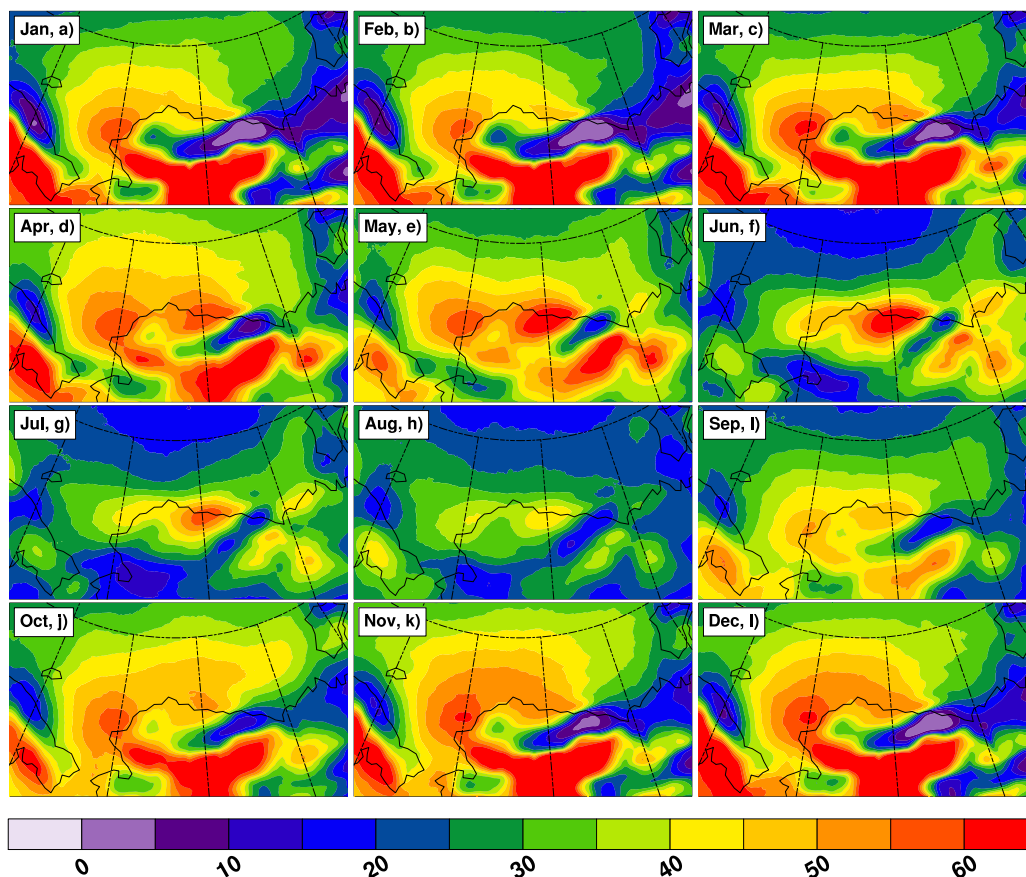 Jan, a)
Feb, b)
Mar, c)
Apr, d)
May, e)
Jun, f)
Jul, g)
Aug, h)
Sep, I)
Oct, j)
Nov, k)
Dec, l)
0 10 20 30 40 50 60